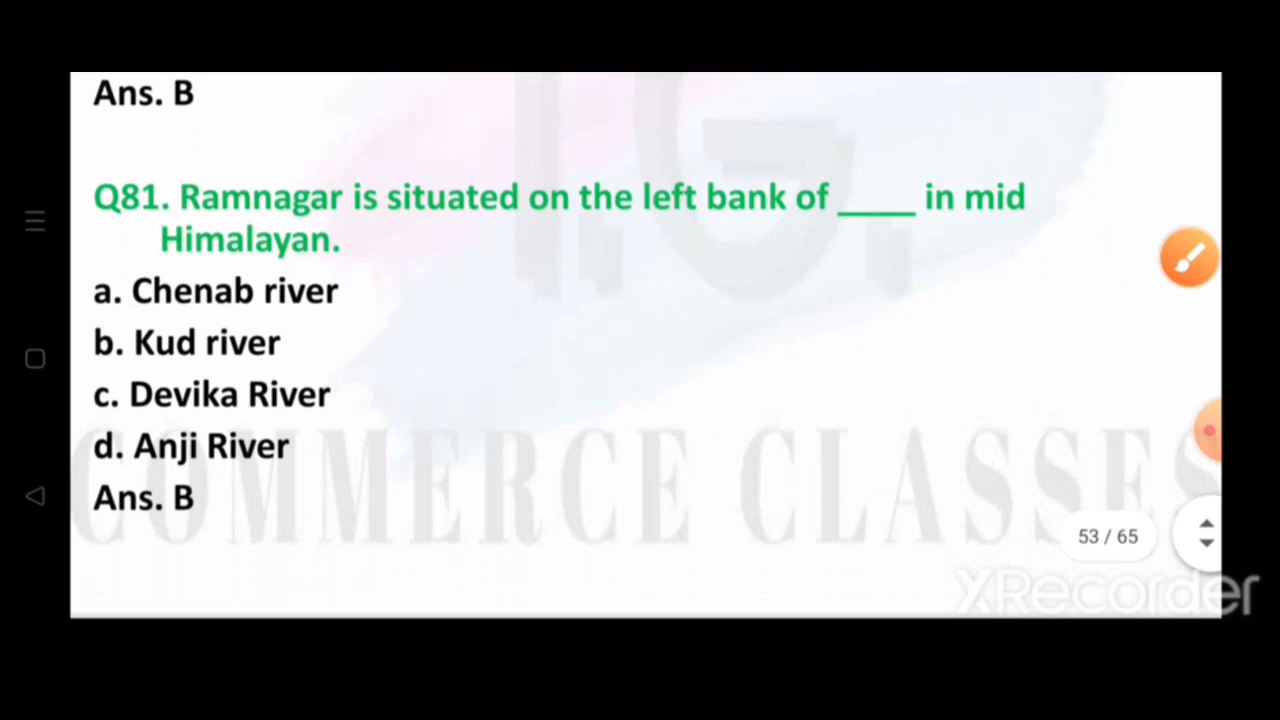 Ans. B
Q81. Ramnagar is situated on the left bank of ____ in mid
Himalayan.
a. Chenab river
b. Kud river
c. Devika River
d. Anji River
Ans. B
I.G.
COMMERCE CLASSES
53 / 65
XRecorder